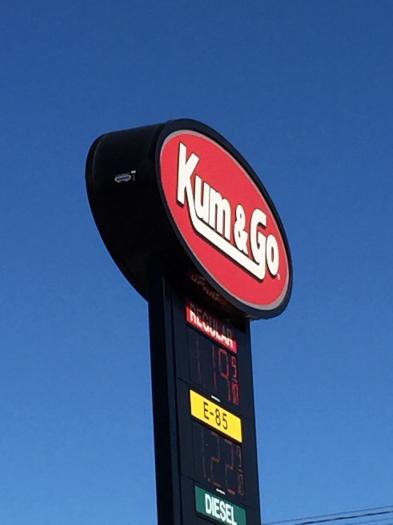 Kum & Go
REGULAR
E-85
DIESEL